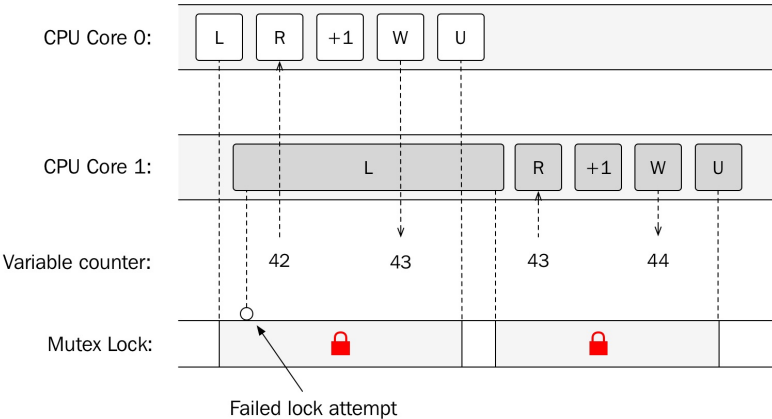 CPU Core 0: L R +1 W U
CPU Core 1: L R +1 W U
Variable counter: 42 43 43 44
Mutex Lock:
Failed lock attempt